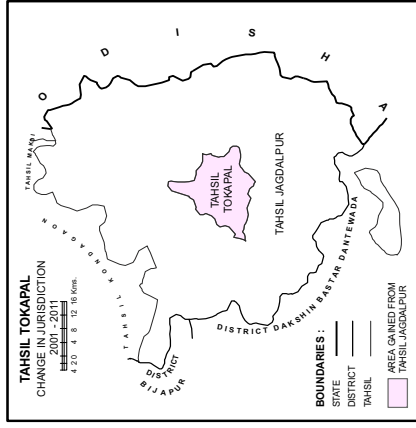 TAHSIL TOKAPAL
CHANGE IN JURISDICTION
2001 - 2011
4 2 0 4 8 12 16 Kms.
ODISHA
TAHSIL MAKDI
TAHSIL KONDAGAON
TAHSIL
TOKAPAL
TAHSIL JAGDALPUR
DISTRICT
BIJAPUR
DISTRICT DAKSHIN BASTAR DANTEWADA
BOUNDARIES :
STATE
DISTRICT
TAHSIL
AREA GAINED FROM
TAHSIL JAGDALPUR